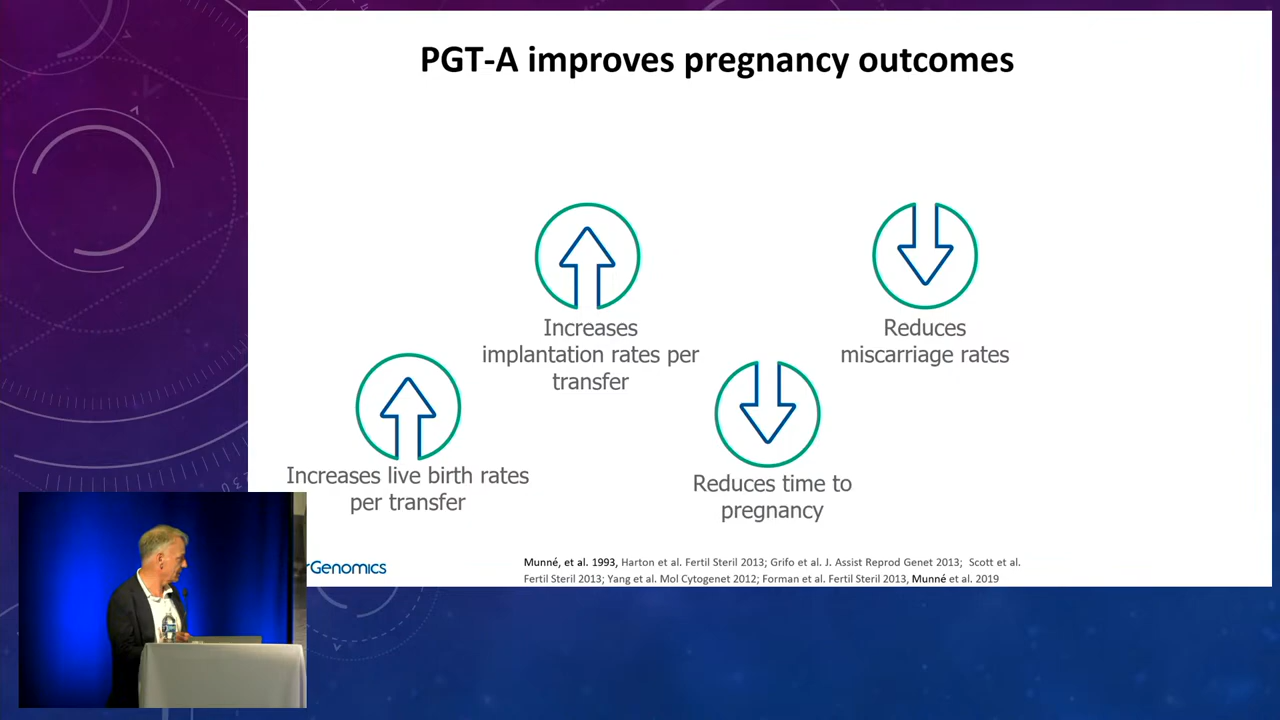 PGT-A improves pregnancy outcomes
Increases
implantation rates per
transfer
Reduces
miscarriage rates
Increases live birth rates
per transfer
Reduces time to
pregnancy
Genomics
Munné, et al. 1993, Harton et al. Fertil Steril 2013; Grifo et al. J. Assist Reprod Genet 2013; Scott et al.
Fertil Steril 2013; Yang et al. Mol Cytogenet 2012; Forman et al. Fertil Steril 2013, Munné et al. 2019